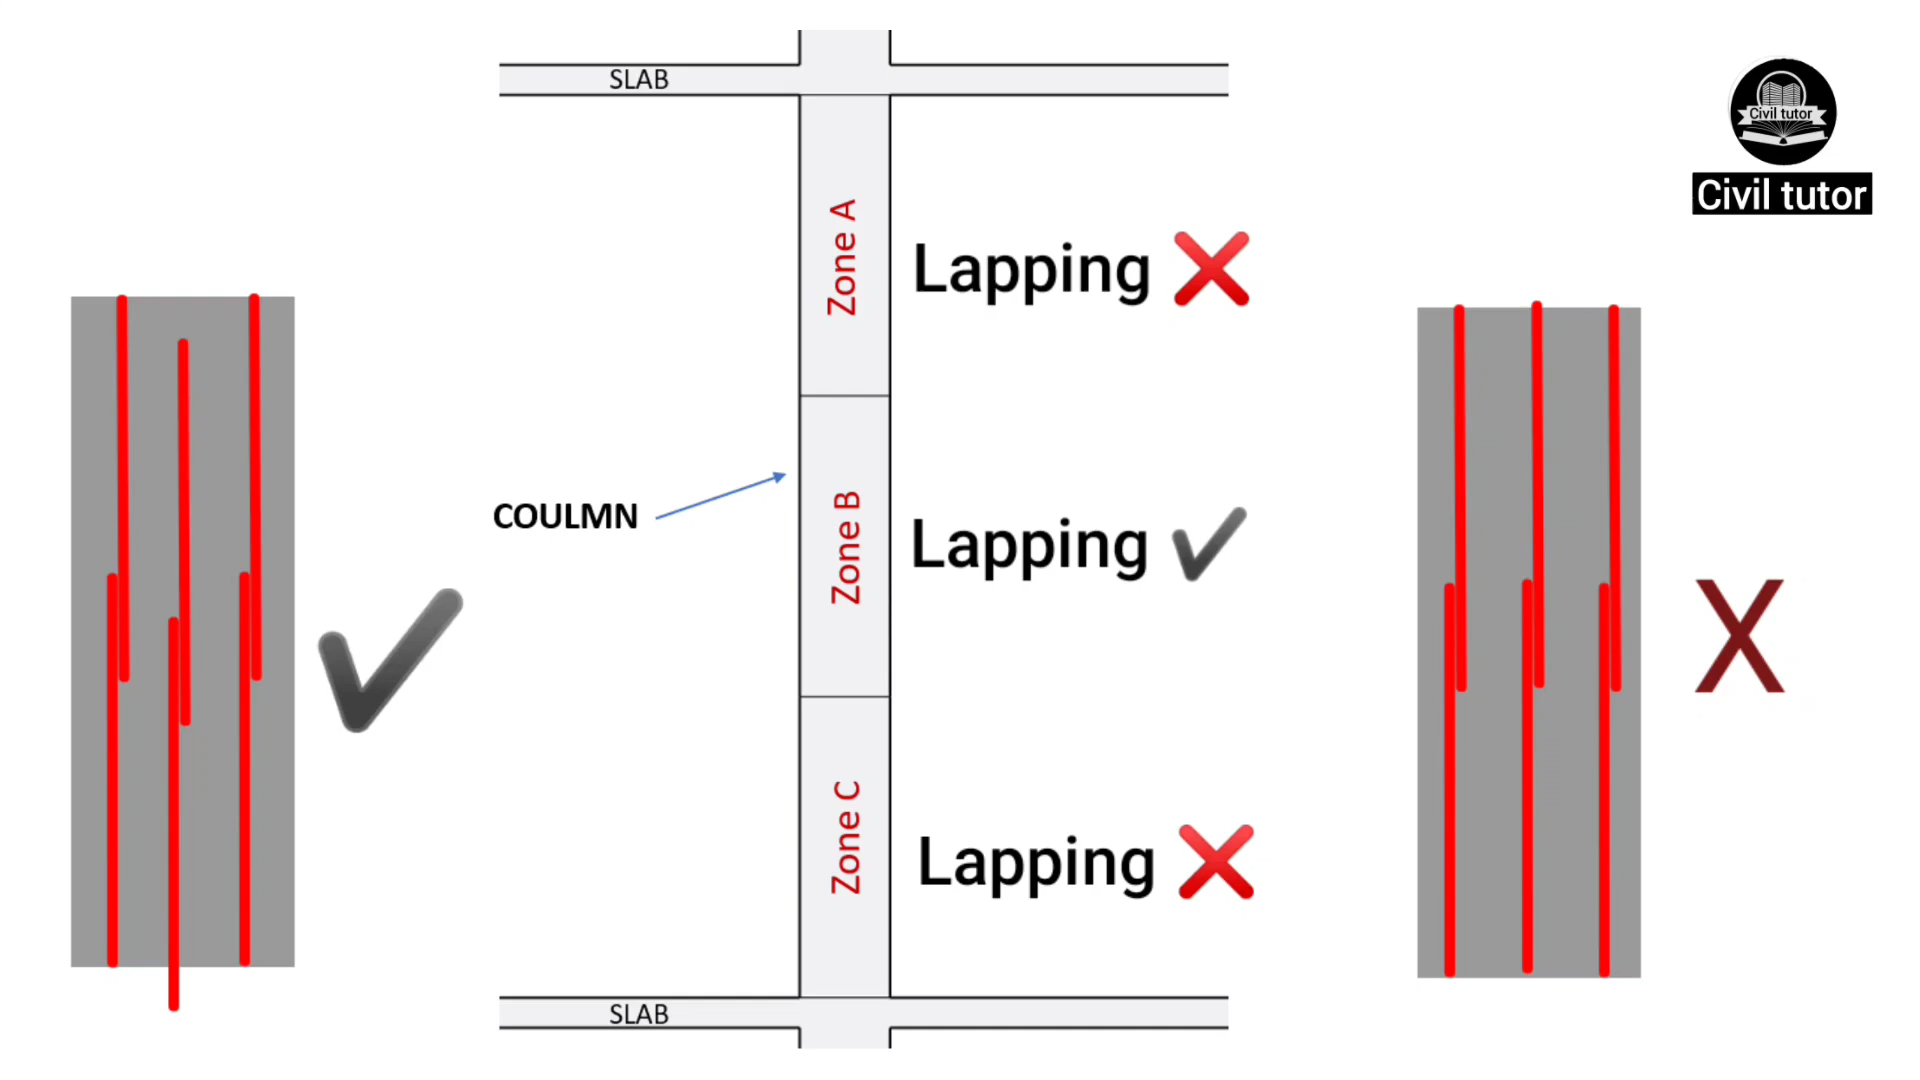 SLAB
Civil tutor
Civil tutor
Zone A
Lapping
COULMN
Zone B
Lapping
X
Zone C
Lapping
SLAB